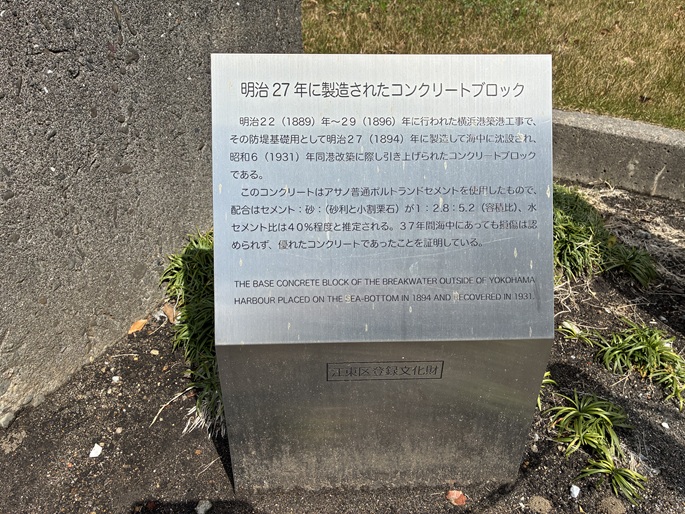 明治27年に製造されたコンクリートブロック
明治22（1889）年〜29（1896）年に行われた横浜港築港工事で、
その防堤基礎用として明治27（1894）年に製造して海中に沈設され、
昭和6（1931）年同港改築に際し引き上げられたコンクリートブロック
である。
このコンクリートはアサノ普通ポルトランドセメントを使用したもので、
配合はセメント：砂：（砂利と小割栗石）が1：2.8：5.2（容積比）、水
セメント比は40％程度と推定される。37年間海中にあっても損傷は認
められず、優れたコンクリートであったことを証明している。
THE BASE CONCRETE BLOCK OF THE BREAKWATER OUTSIDE OF YOKOHAMA
HARBOUR PLACED ON THE SEA-BOTTOM IN 1894 AND RECOVERED IN 1931.
江東区登録文化財